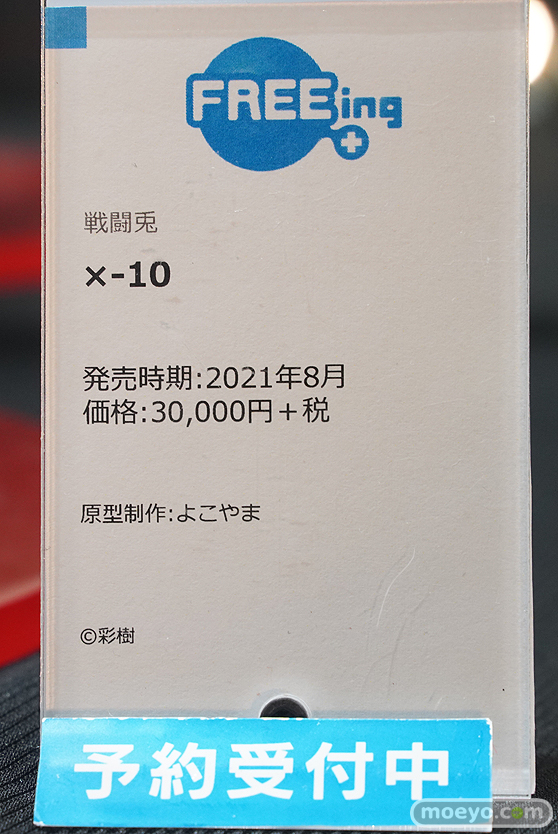 FREEing
戦闘兎
×-10
発売時期:2021年8月
価格:30,000円＋税
原型制作:よこやま
©彩樹
予約受付中
moeyo.com